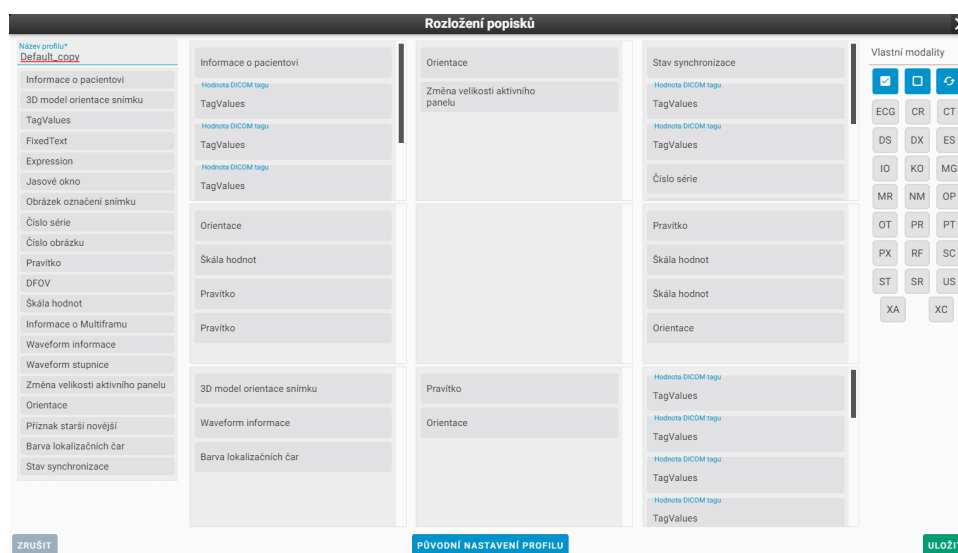 Rozložení popisků
Název profilu*
Default_copy
Informace o pacientovi
3D model orientace snímku
TagValues
FixedText
Expression
Jasové okno
Obrázek označení snímku
Číslo série
Číslo obrázku
Pravítko
DFOV
Škála hodnot
Informace o Multiframu
Waveform informace
Waveform stupnice
Změna velikosti aktivního panelu
Orientace
Příznak starší novější
Barva lokalizačních čar
Stav synchronizace
Informace o pacientovi
Hodnota DICOM tagu
TagValues
Hodnota DICOM tagu
TagValues
Hodnota DICOM tagu
TagValues
Orientace
Změna velikosti aktivního
panelu
Stav synchronizace
Hodnota DICOM tagu
TagValues
Hodnota DICOM tagu
TagValues
Číslo série
Orientace
Škála hodnot
Pravítko
Pravítko
Pravítko
Škála hodnot
Škála hodnot
Orientace
3D model orientace snímku
Waveform informace
Barva lokalizačních čar
Pravítko
Orientace
Hodnota DICOM tagu
TagValues
Hodnota DICOM tagu
TagValues
Hodnota DICOM tagu
TagValues
Hodnota DICOM tagu
TagValues
Vlastní modality
ECG CR CT
DS DX ES
IO KO MG
MR NM OP
OT PR PT
PX RF SC
ST SR US
XA XC
ZRUŠIT
PŮVODNÍ NASTAVENÍ PROFILU
ULOŽIT